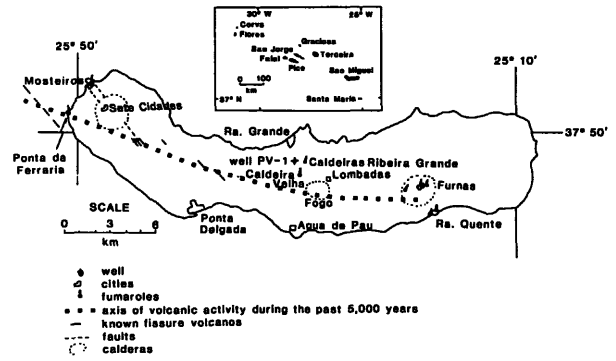 30° W
26° W
Corvo
Flores
Graciosa
San Jorge
Terceira
Faial
Pico
San Miguel
0 100
km
37° N
Santa Maria
25° 50'
25° 10'
Mosteiros
Sete Cidades
Ra. Grande
37° 50'
Ponta da
Ferraria
well PV-1
Caldeiras Ribeira Grande
Caldeira
Velha
Lombadas
Furnas
Fogo
SCALE
0 3 6
km
Ponta
Delgada
Agua de Pau
Ra. Quente
well
cities
fumaroles
axis of volcanic activity during the past 5,000 years
known fissure volcanos
faults
calderas